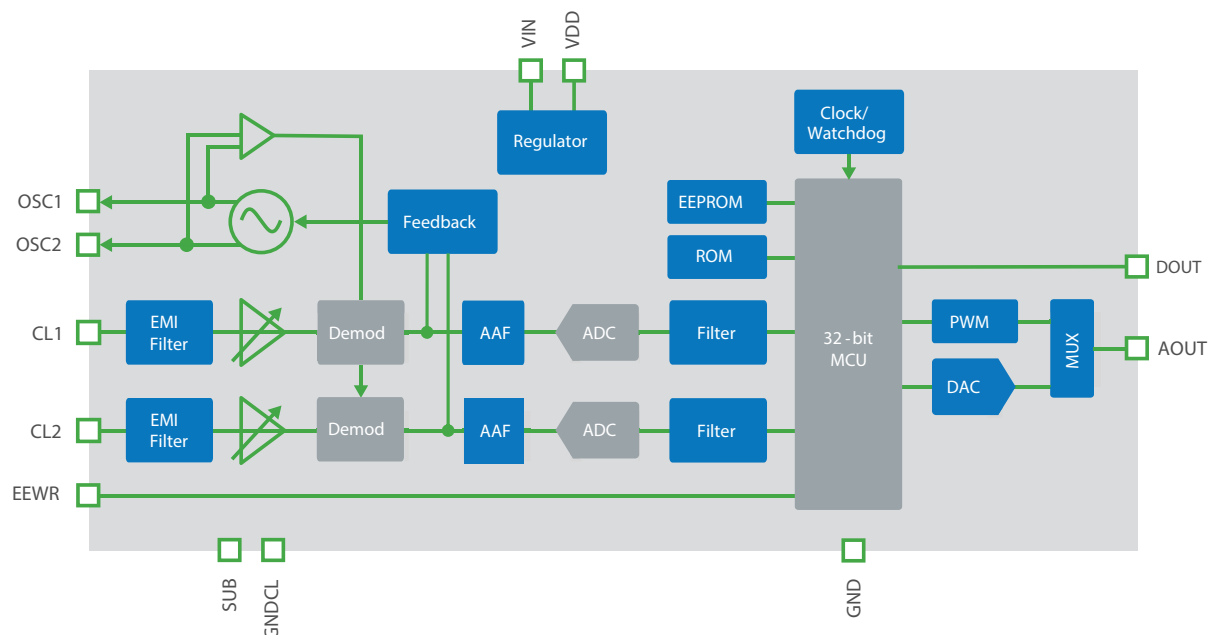 VIN
VDD
Clock/
Watchdog
Regulator
OSC1
EEPROM
Feedback
OSC2
ROM
DOUT
CL1
EMI
Filter
Demod
AAF
ADC
Filter
32-bit
MCU
PWM
MUX
AOUT
DAC
CL2
EMI
Filter
Demod
AAF
ADC
Filter
EEWR
SUB
GNDCL
GND